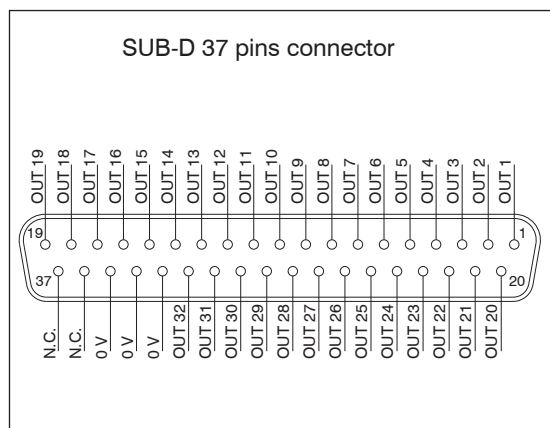 SUB-D 37 pins connector
OUT 19
OUT 18
OUT 17
OUT 16
OUT 15
OUT 14
OUT 13
OUT 12
OUT 11
OUT 10
OUT 9
OUT 8
OUT 7
OUT 6
OUT 5
OUT 4
OUT 3
OUT 2
OUT 1
19
1
37
20
N.C.
N.C.
0 V
0 V
0 V
OUT 32
OUT 31
OUT 30
OUT 29
OUT 28
OUT 27
OUT 26
OUT 25
OUT 24
OUT 23
OUT 22
OUT 21
OUT 20